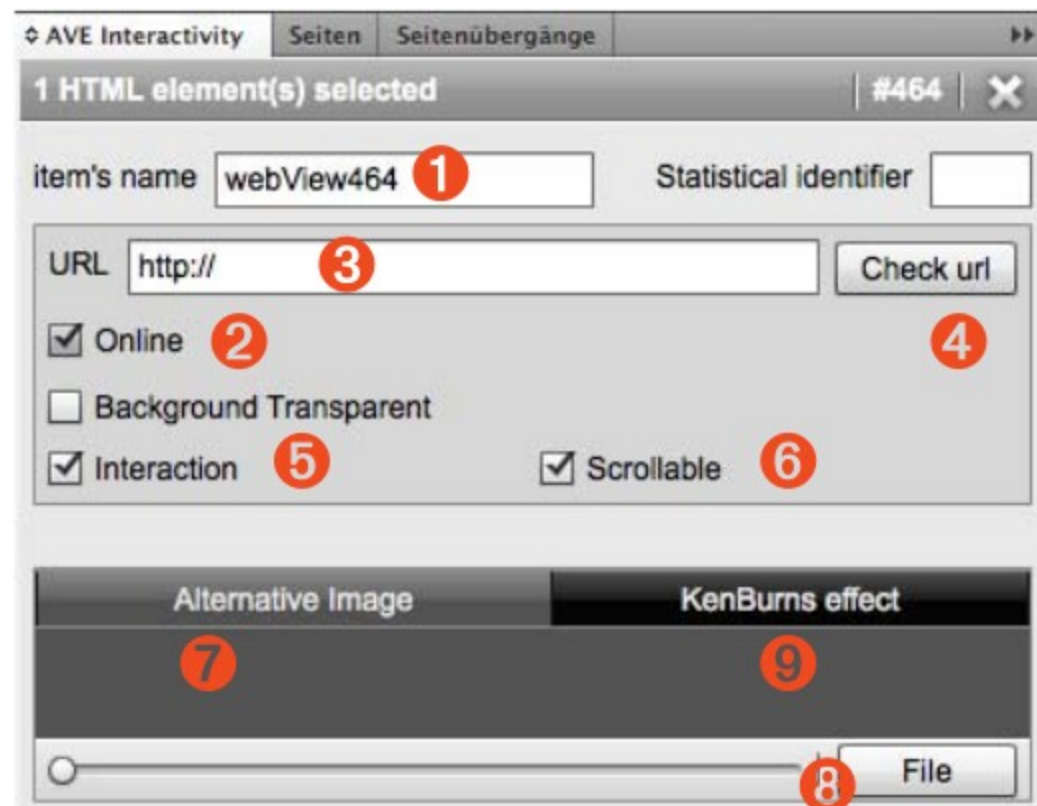 AVE Interactivity Seiten Seitenübergänge
1 HTML element(s) selected #464
item's name webView464 1 Statistical identifier
URL http:// 3 Check url
Online 2 4
Background Transparent
Interaction 5 Scrollable 6
Alternative Image KenBurns effect
7 9
8 File